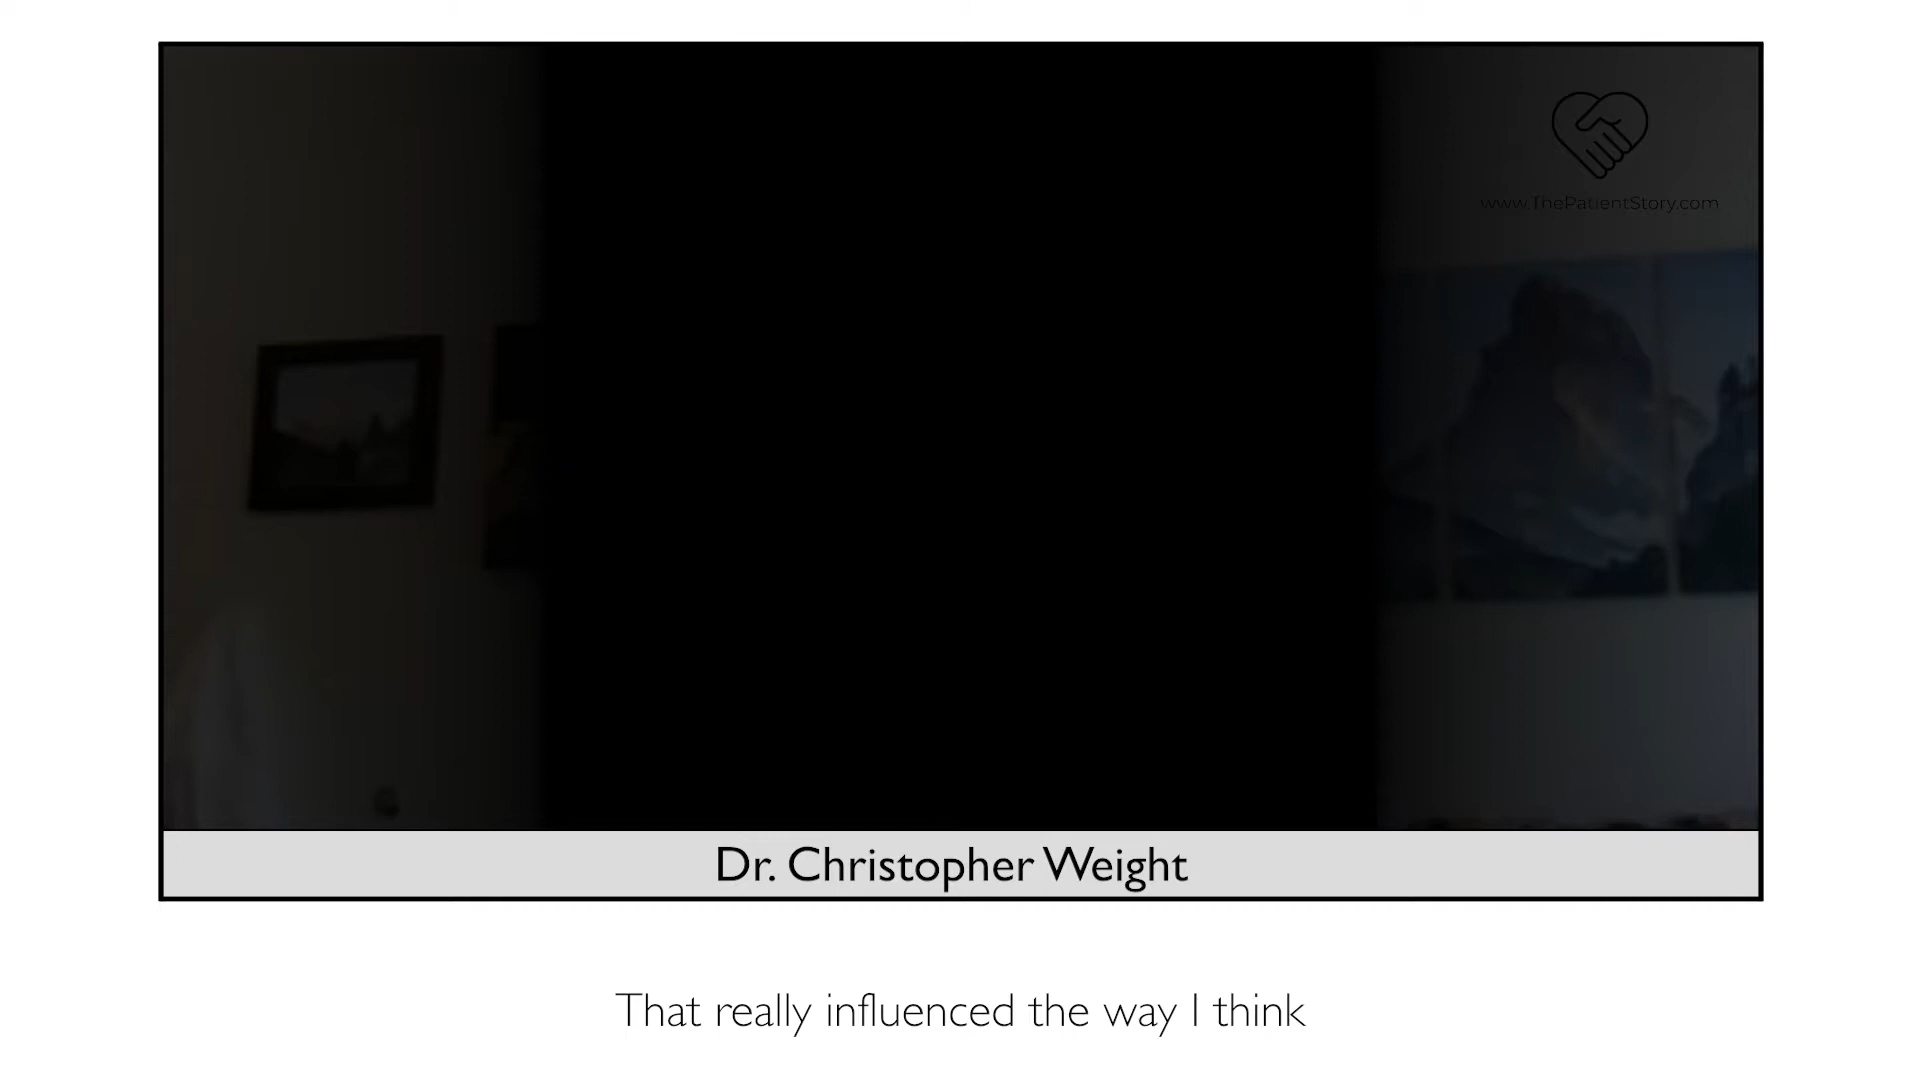 www.ThePatientStory.com
Dr. Christopher Weight
That really influenced the way I think